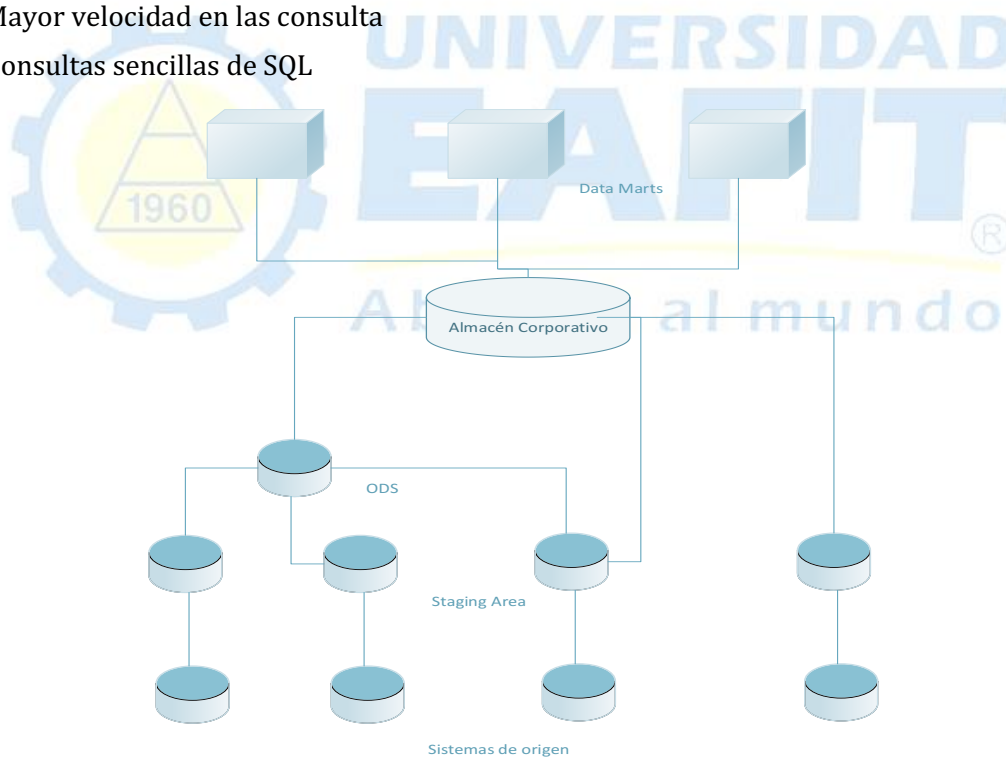 Mayor velocidad en las consulta
onsultas sencillas de SQL
UNIVERSIDAD
EAFIT
®
1960
Data Marts
al mundo
Almacén Corporativo
ODS
Staging Area
Sistemas de origen